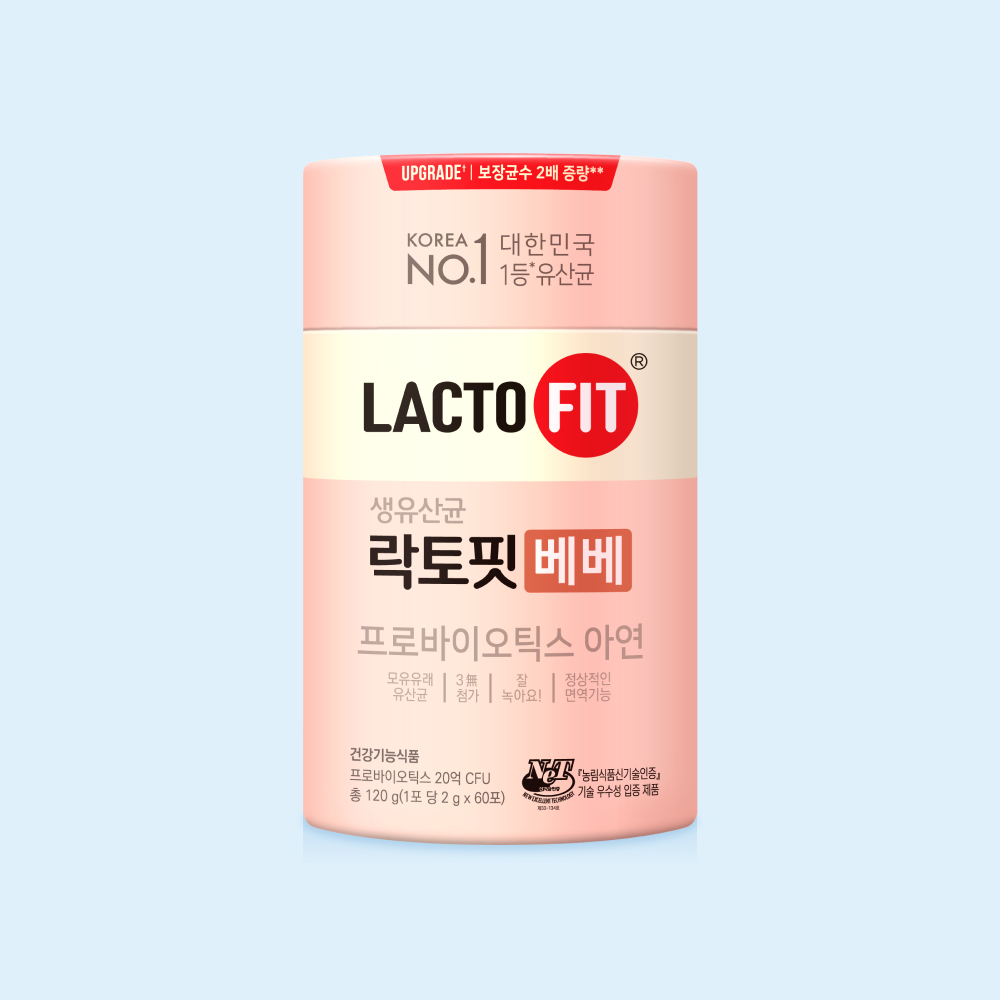 UPGRADE† | 보장균수 2배 증량**
KOREA NO.1
대한민국
1등*유산균
LACTO FIT®
생유산균
락토핏 베베
프로바이오틱스 아연
모유유래 유산균 | 3無 첨가 | 잘 녹아요! | 정상적인 면역기능
건강기능식품
프로바이오틱스 20억 CFU
총 120 g(1포 당 2 g x 60포)
NeT
NEW EXCELLENT TECHNOLOGY
『농림식품신기술인증』
기술 우수성 입증 제품